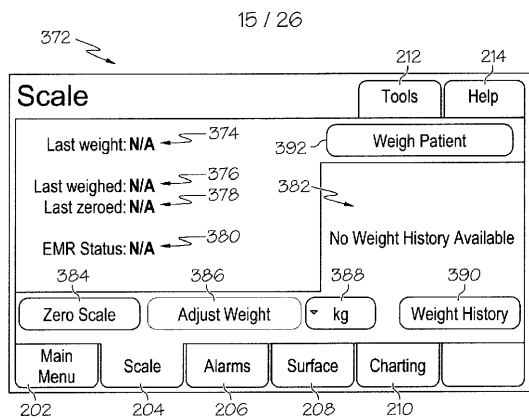 15 / 26
372
212 214
Scale Tools Help
Last weight: N/A 374
392 Weigh Patient
Last weighed: N/A 376
Last zeroed: N/A 378
382
EMR Status: N/A 380
No Weight History Available
384 386 388 390
Zero Scale Adjust Weight kg Weight History
Main Menu Scale Alarms Surface Charting
202 204 206 208 210